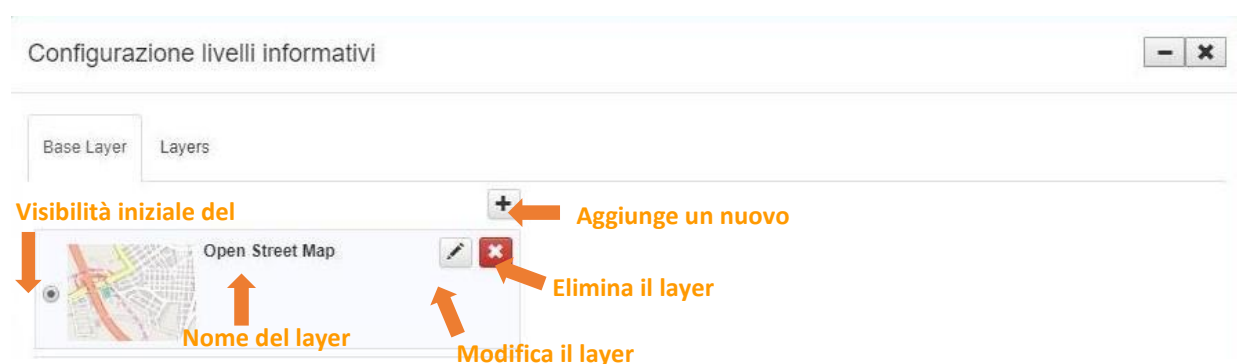 Configurazione livelli informativi
Base Layer
Layers
Visibilità iniziale del
Aggiunge un nuovo
Open Street Map
Elimina il layer
Nome del layer
Modifica il layer